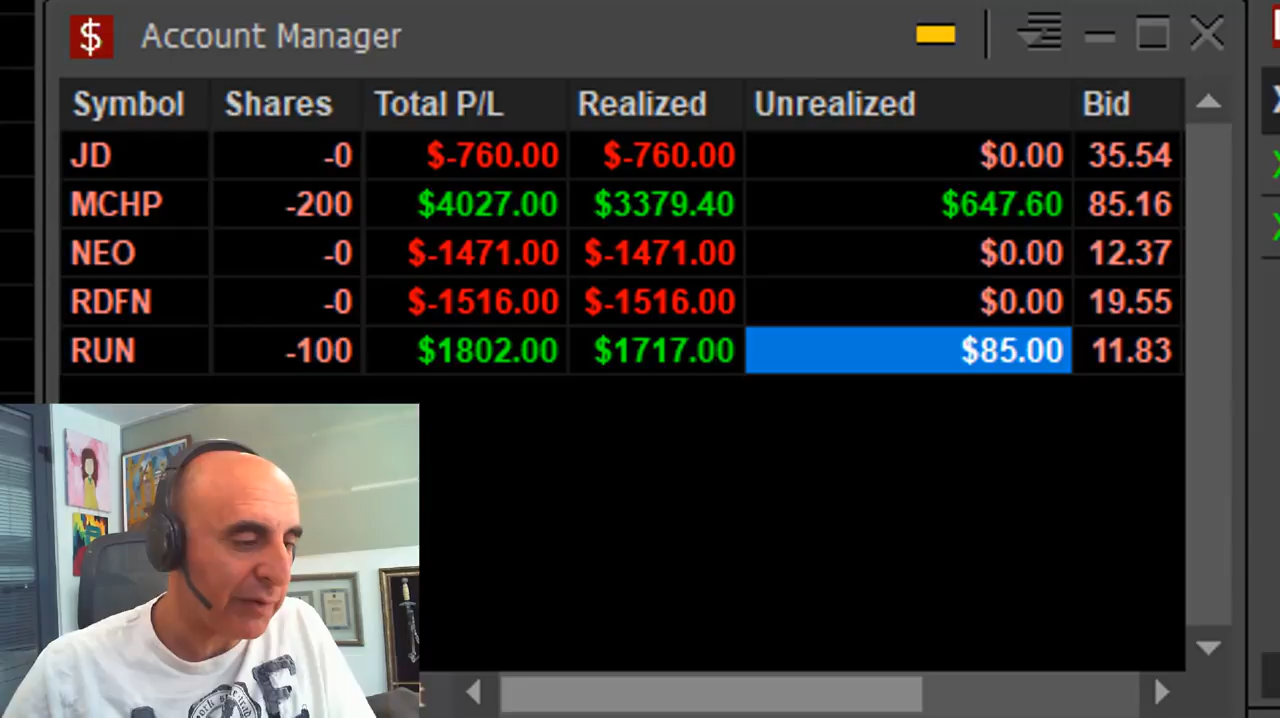 $ Account Manager
Symbol Shares Total P/L Realized Unrealized Bid
JD -0 $-760.00 $-760.00 $0.00 35.54
MCHP -200 $4027.00 $3379.40 $647.60 85.16
NEO -0 $-1471.00 $-1471.00 $0.00 12.37
RDFN -0 $-1516.00 $-1516.00 $0.00 19.55
RUN -100 $1802.00 $1717.00 $85.00 11.83